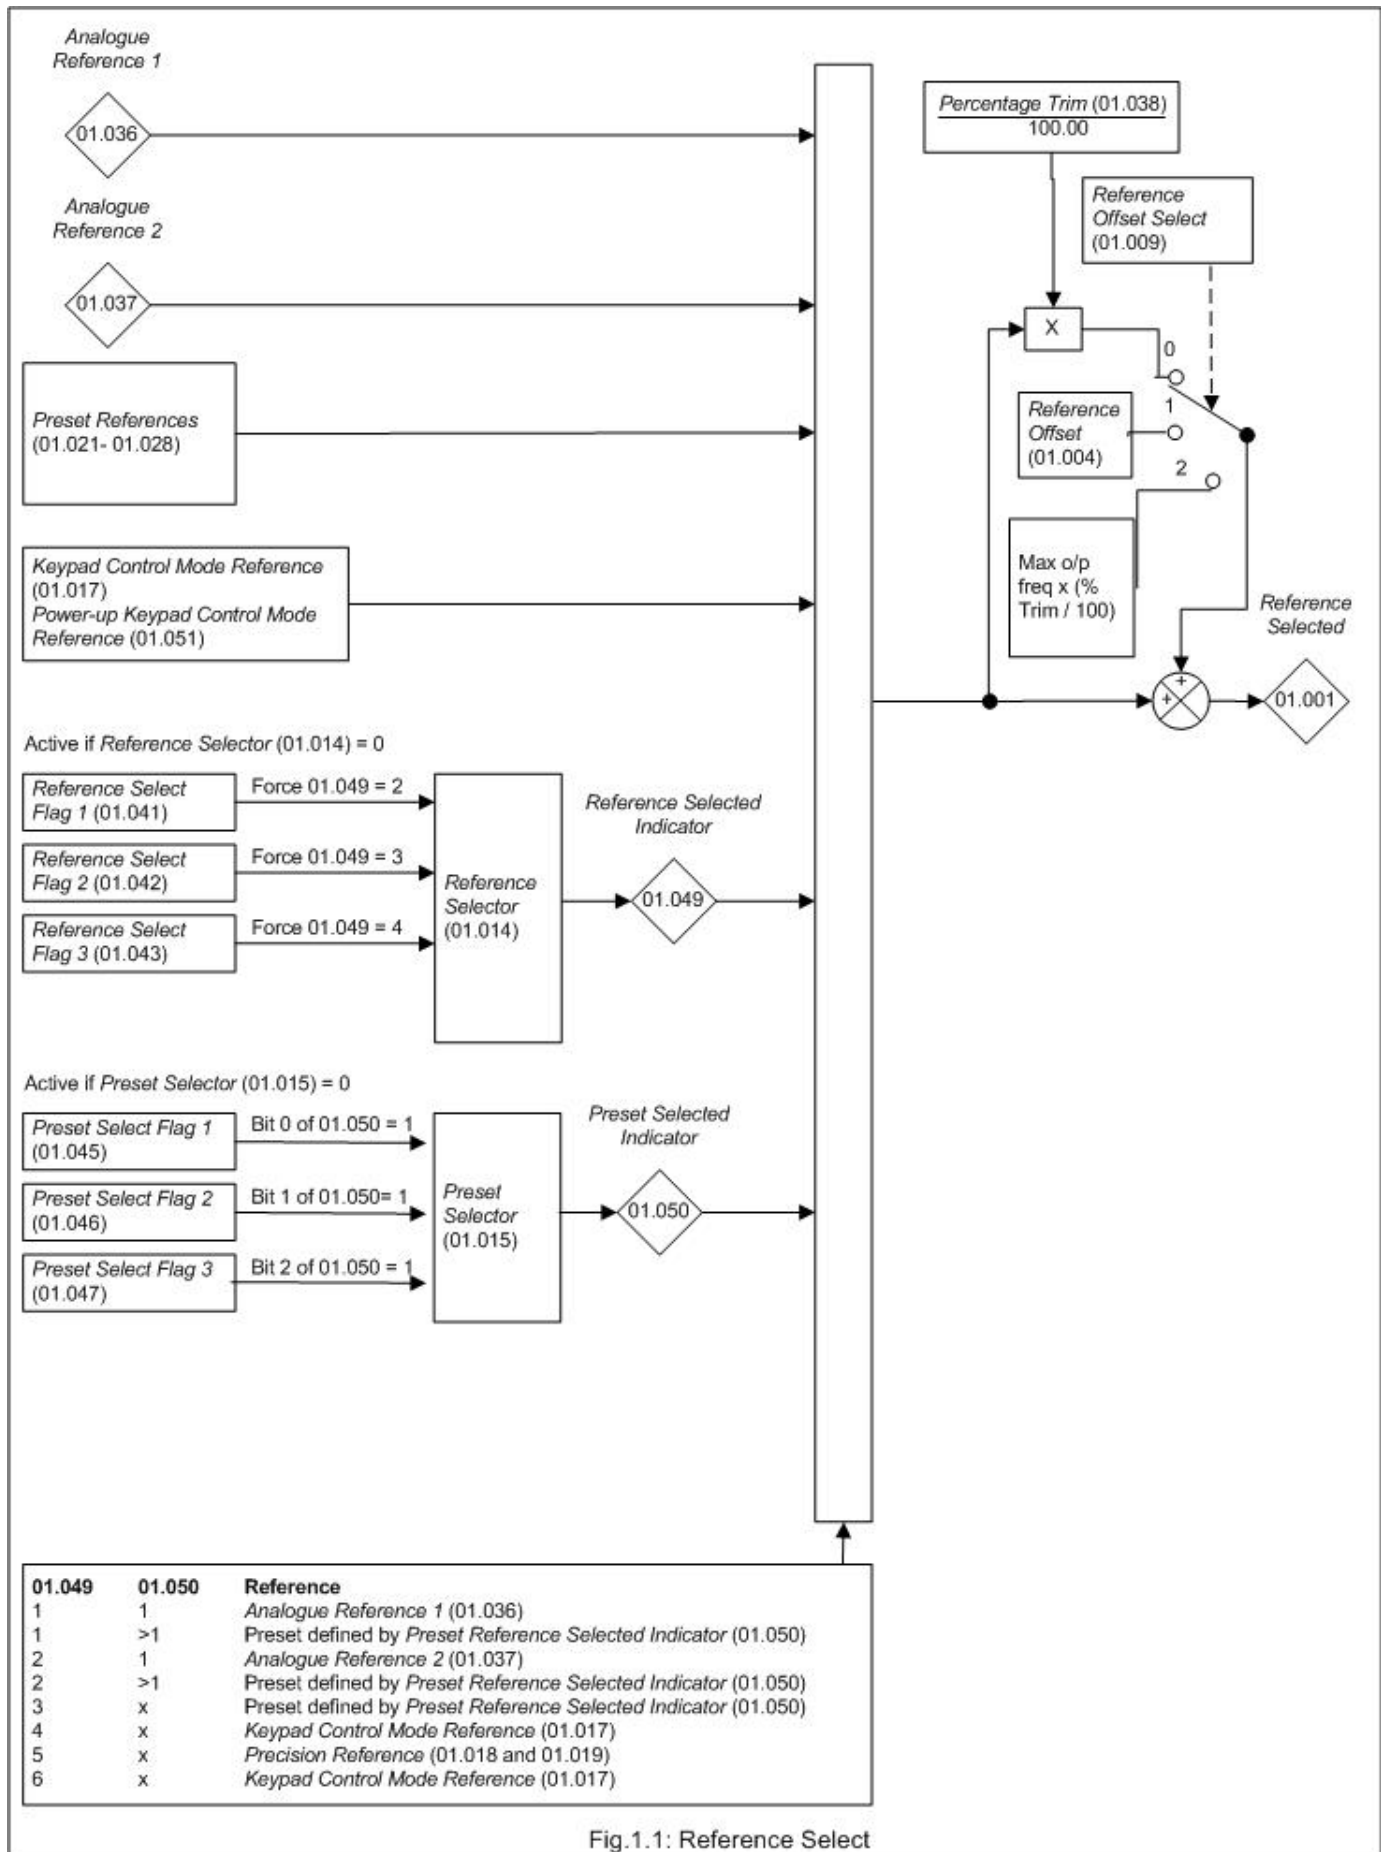 Analogue
Reference 1
01.036
Analogue
Reference 2
01.037
Preset References
(01.021- 01.028)
Keypad Control Mode Reference
(01.017)
Power-up Keypad Control Mode
Reference (01.051)
Percentage Trim (01.038)
100.00
Reference
Offset Select
(01.009)
X
0
1
Reference
Offset
(01.004)
2
Max o/p
freq x (%
Trim / 100)
Reference
Selected
+
+
01.001
Active if Reference Selector (01.014) = 0
Reference Select
Flag 1 (01.041)
Force 01.049 = 2
Reference Select
Flag 2 (01.042)
Force 01.049 = 3
Reference Select
Flag 3 (01.043)
Force 01.049 = 4
Reference
Selector
(01.014)
Reference Selected
Indicator
01.049
Active if Preset Selector (01.015) = 0
Preset Select Flag 1
(01.045)
Bit 0 of 01.050 = 1
Preset Select Flag 2
(01.046)
Bit 1 of 01.050= 1
Preset Select Flag 3
(01.047)
Bit 2 of 01.050 = 1
Preset
Selector
(01.015)
Preset Selected
Indicator
01.050
01.049 01.050 Reference
1 1 Analogue Reference 1 (01.036)
1 >1 Preset defined by Preset Reference Selected Indicator (01.050)
2 1 Analogue Reference 2 (01.037)
2 >1 Preset defined by Preset Reference Selected Indicator (01.050)
3 x Preset defined by Preset Reference Selected Indicator (01.050)
4 x Keypad Control Mode Reference (01.017)
5 x Precision Reference (01.018 and 01.019)
6 x Keypad Control Mode Reference (01.017)
Fig.1.1: Reference Select